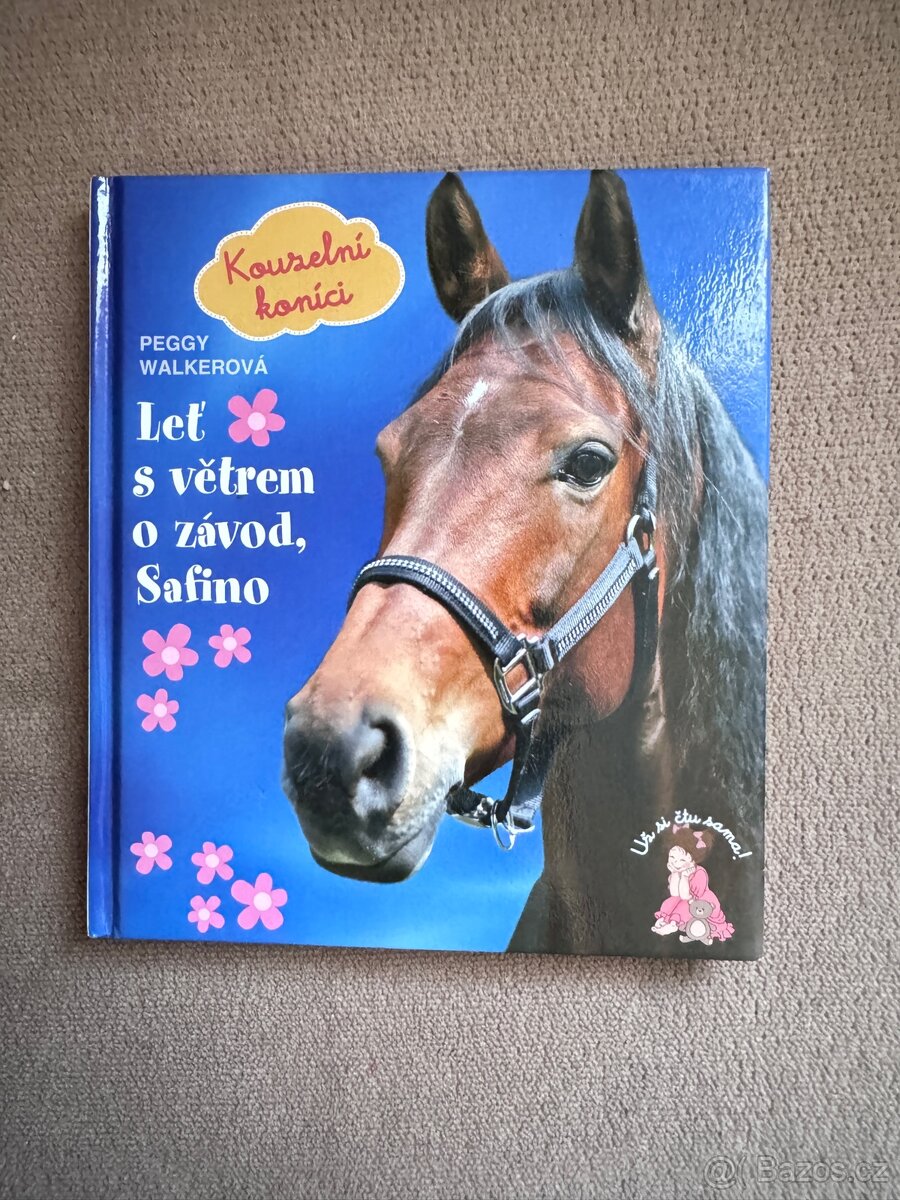 Kouzelní
koníci
PEGGY
WALKEROVÁ
Leť
s větrem
o závod,
Safino
Už si čtu sama!
@ Bazos.cz